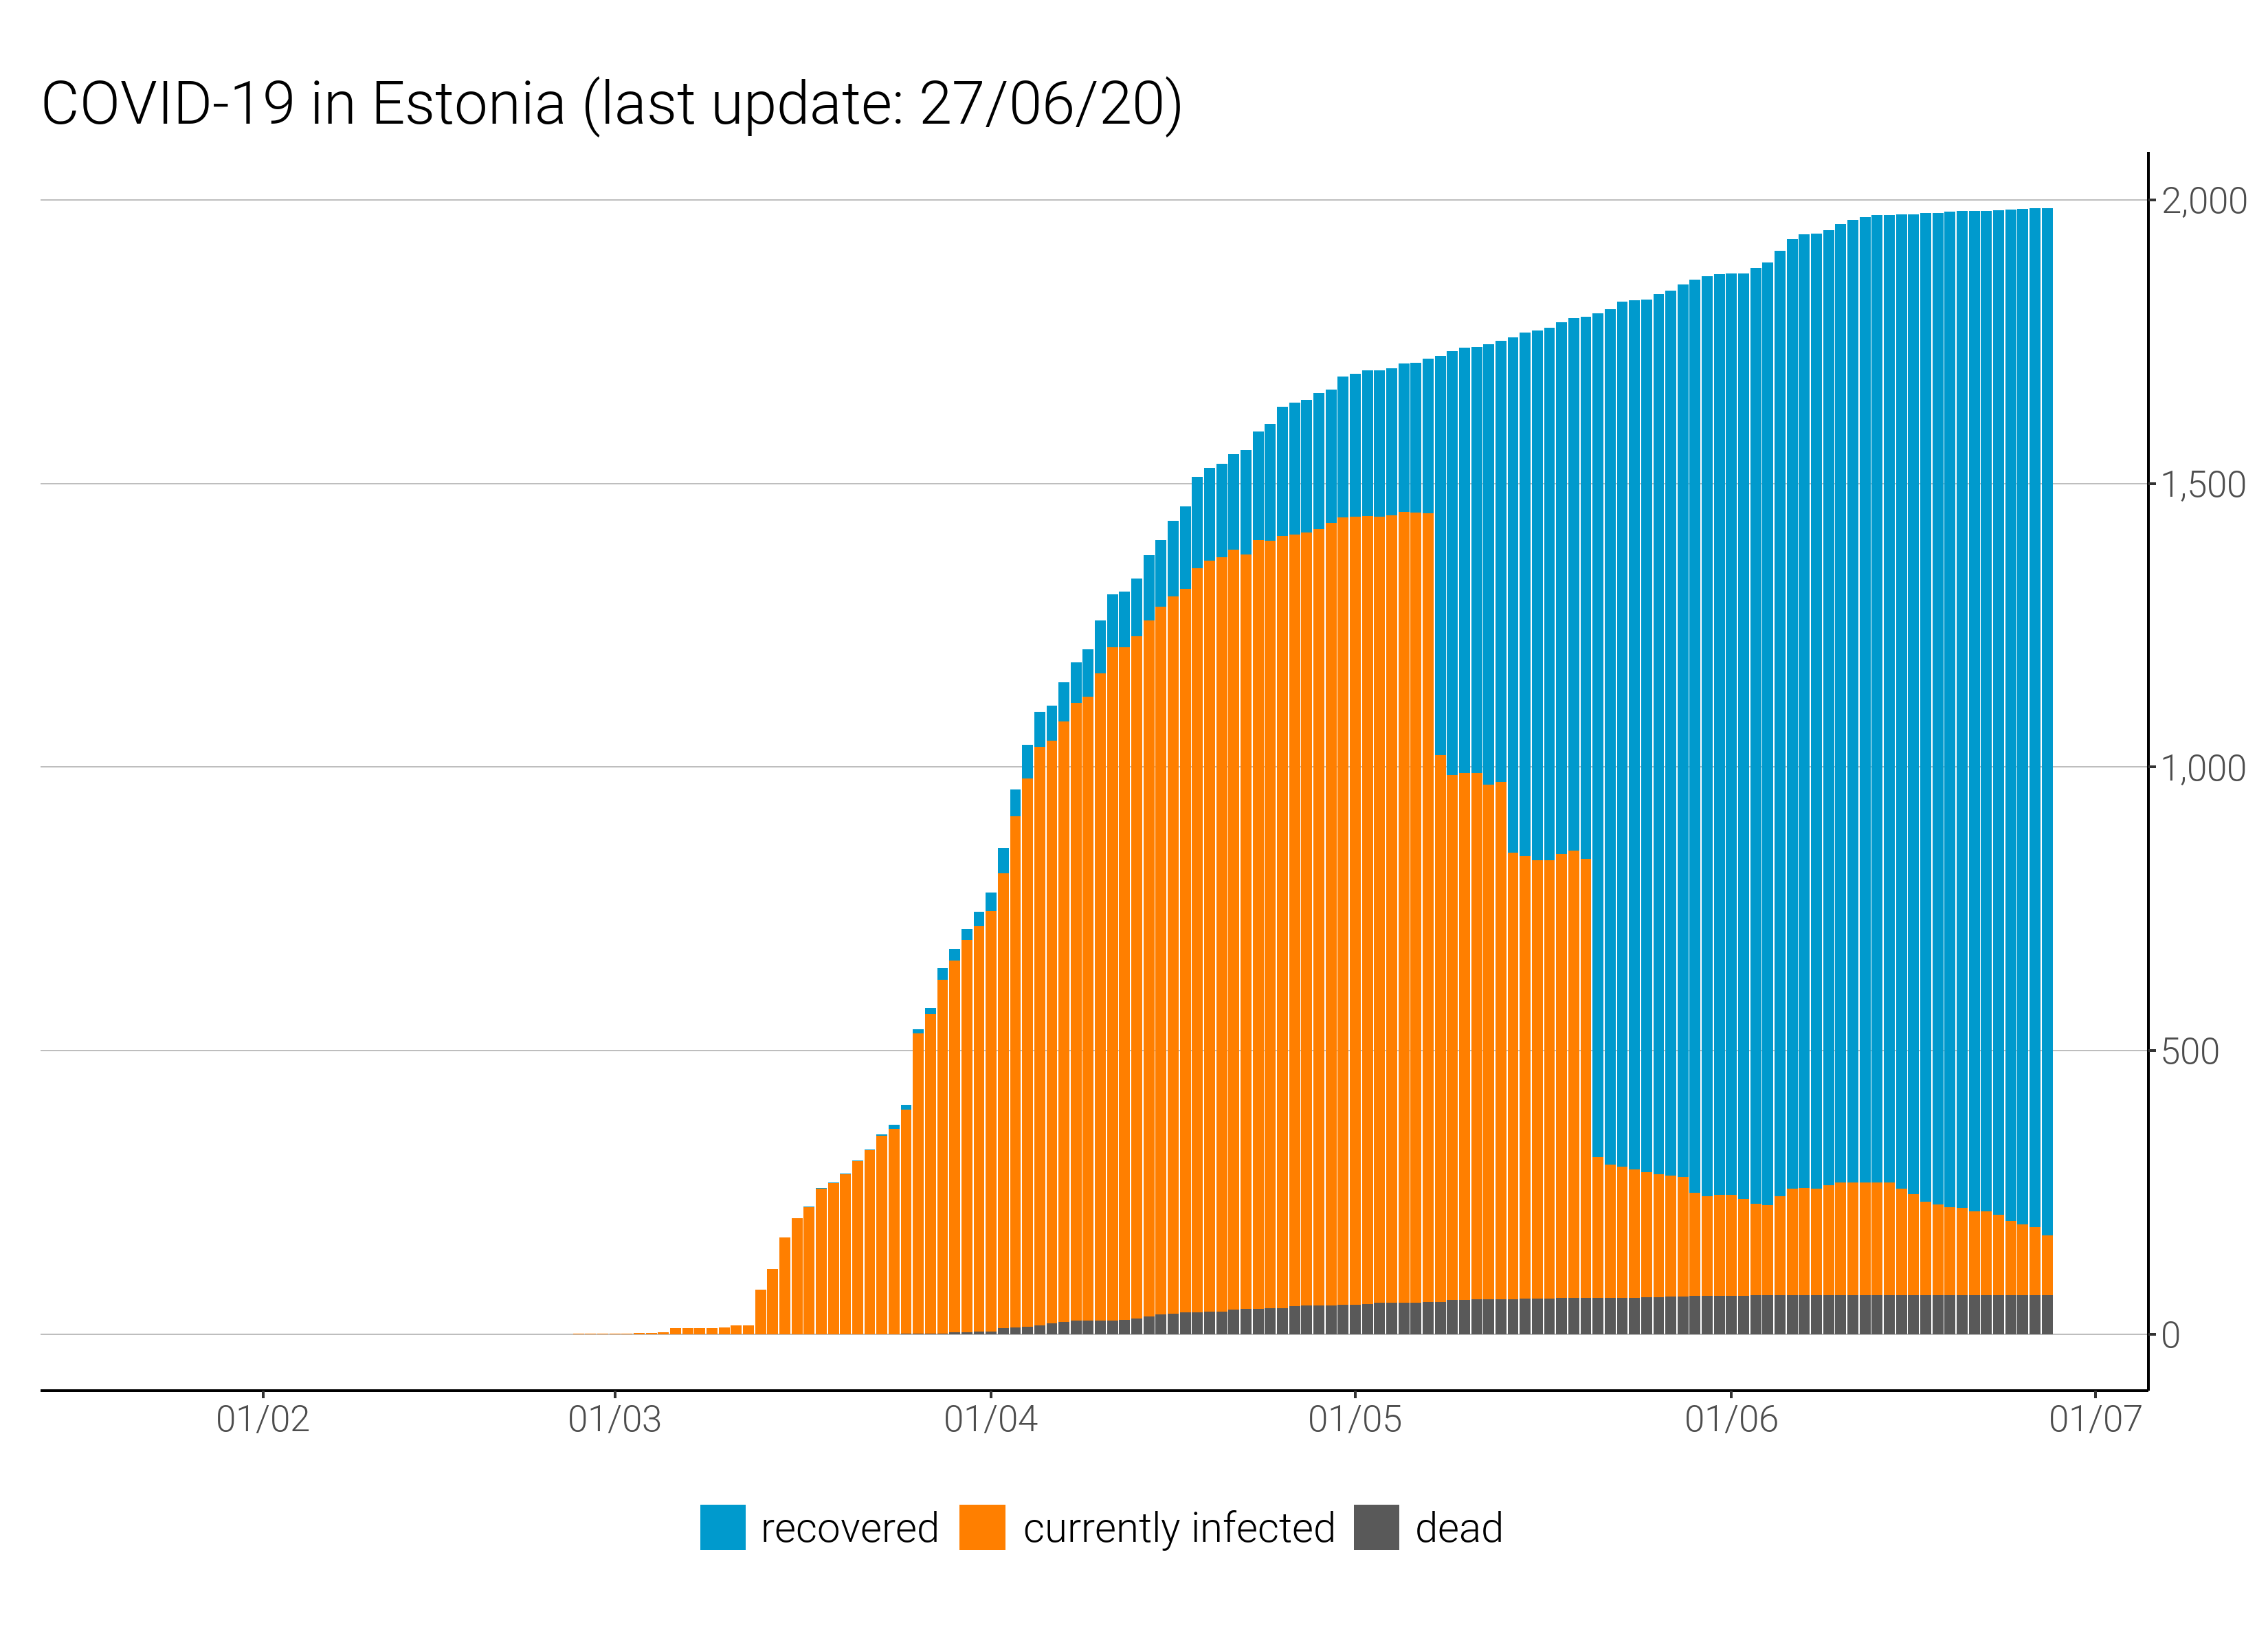 COVID-19 in Estonia (last update: 27/06/20)
2,000
1,500
1,000
500
0
01/02 01/03 01/04 01/05 01/06 01/07
recovered currently infected dead